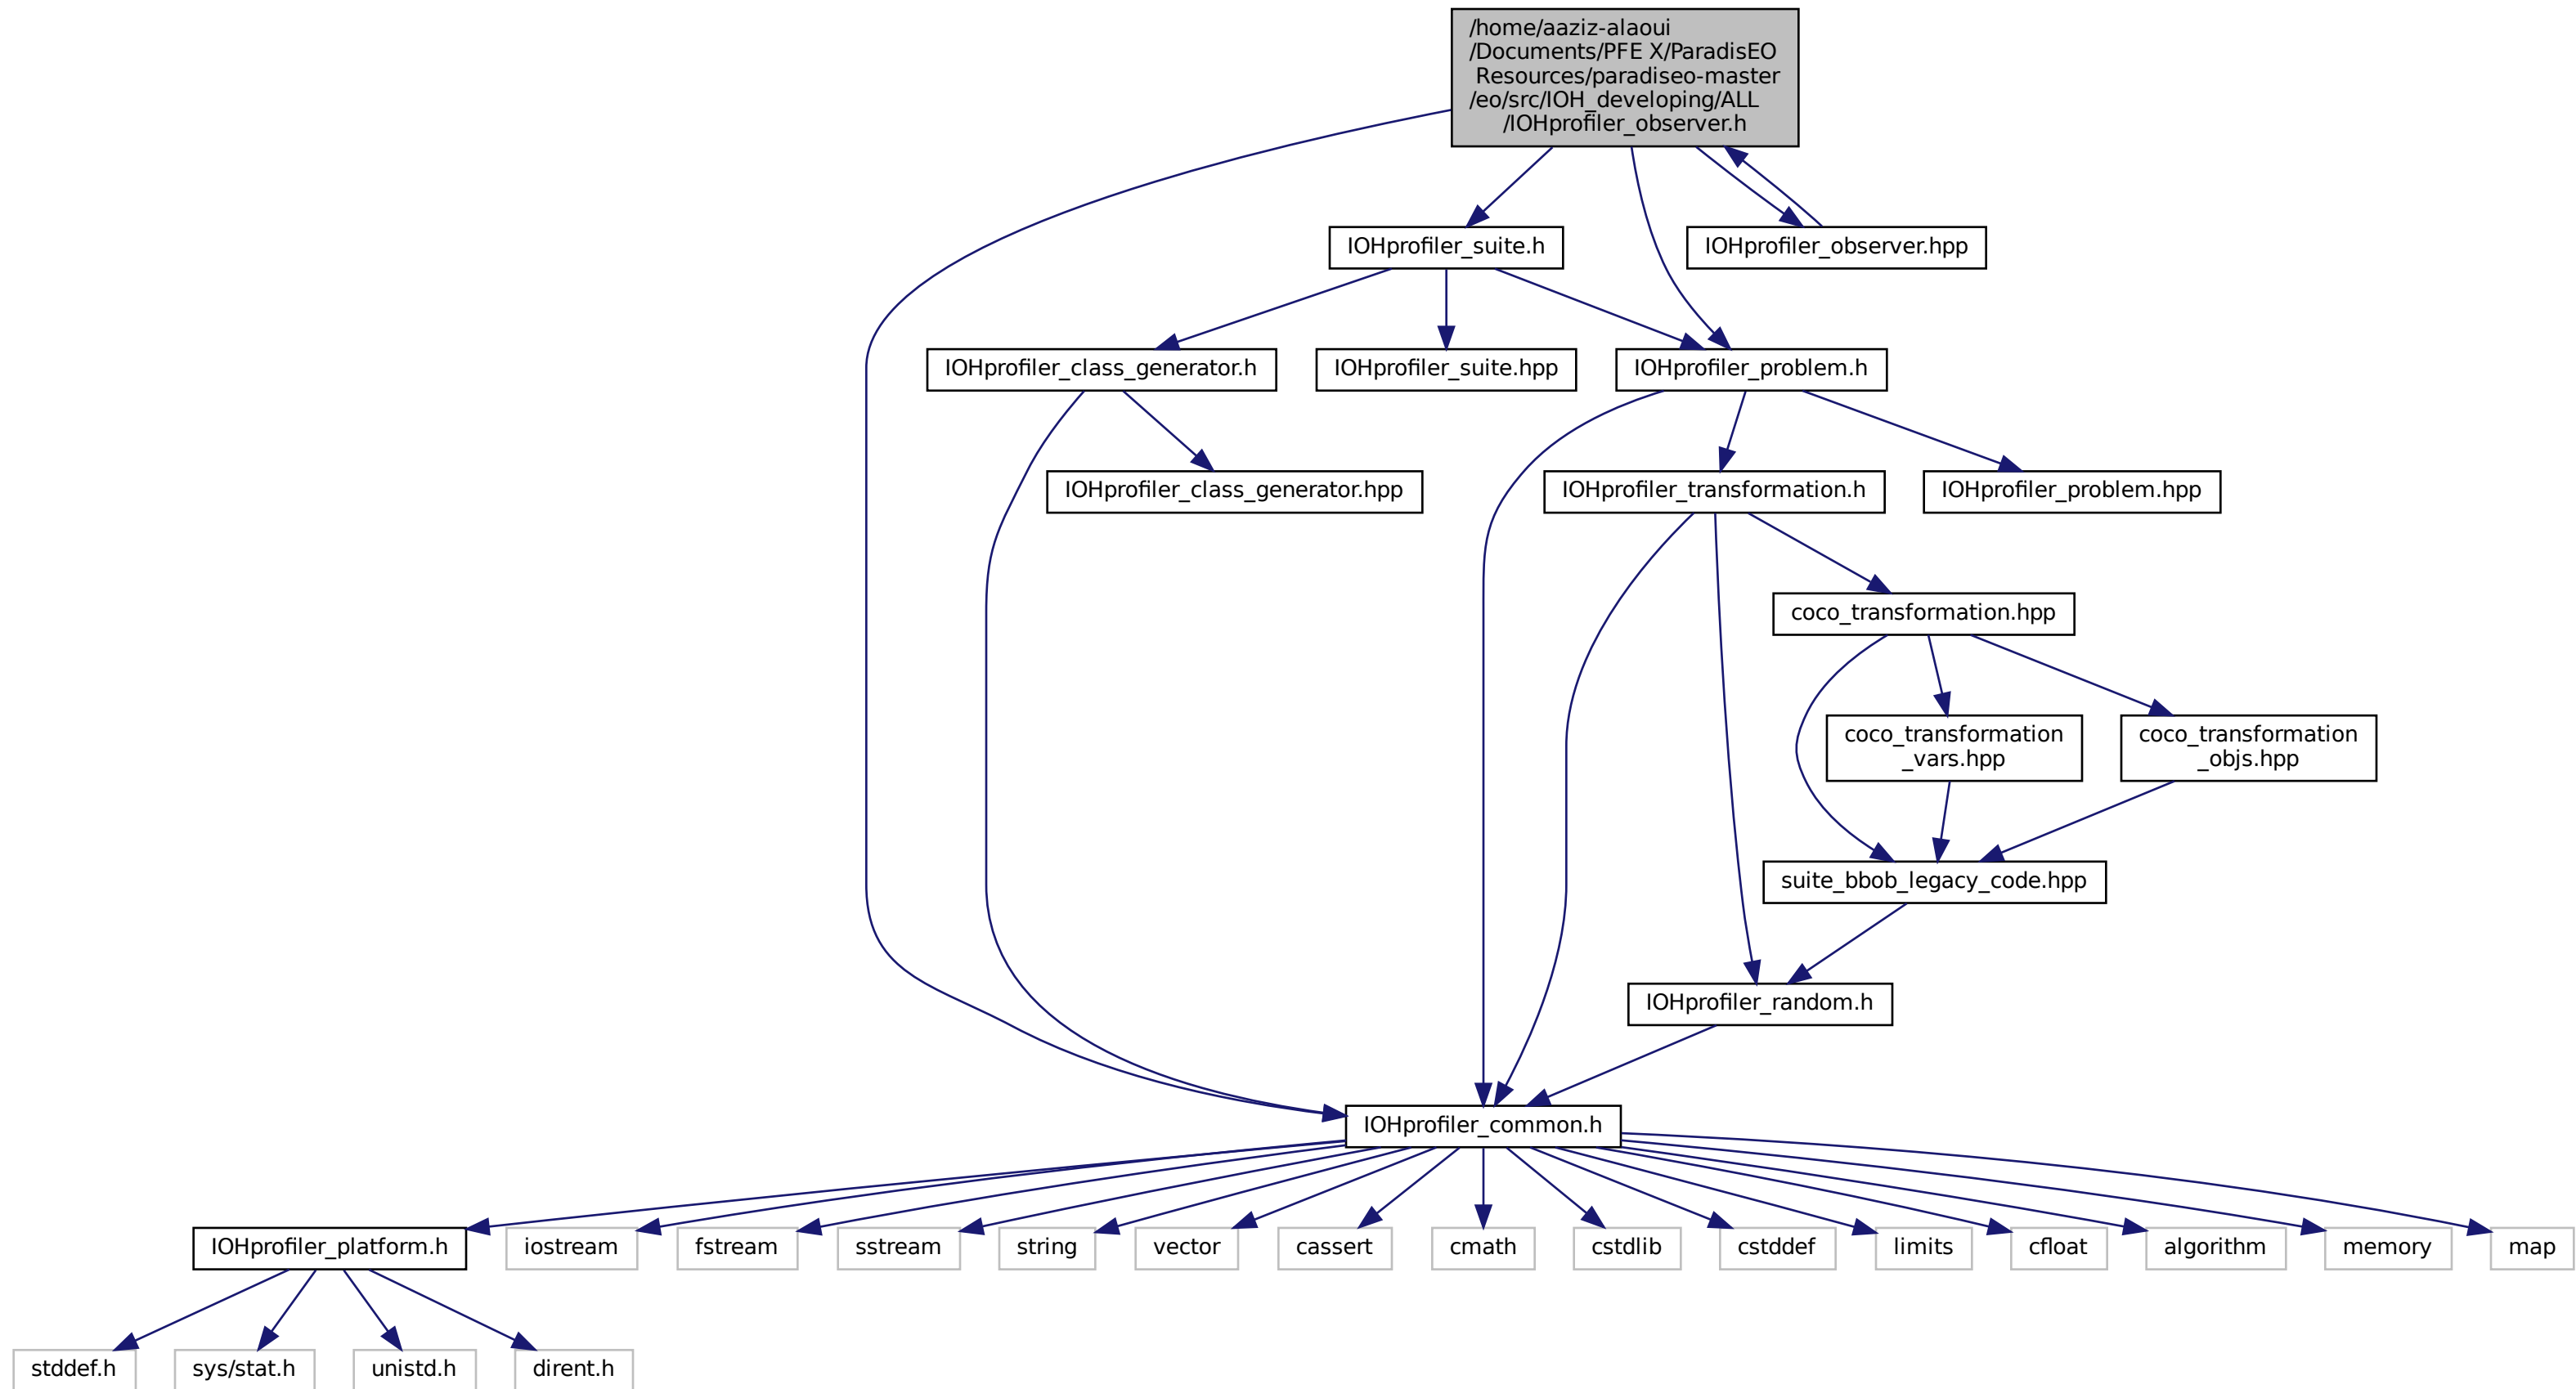 /home/aaziz-alaoui
/Documents/PFE X/ParadisEO
Resources/paradiseo-master
/eo/src/IOH_developing/ALL
/IOHprofiler_observer.h
IOHprofiler_suite.h
IOHprofiler_observer.hpp
IOHprofiler_class_generator.h
IOHprofiler_suite.hpp
IOHprofiler_problem.h
IOHprofiler_class_generator.hpp
IOHprofiler_transformation.h
IOHprofiler_problem.hpp
coco_transformation.hpp
coco_transformation
_vars.hpp
coco_transformation
_objs.hpp
suite_bbob_legacy_code.hpp
IOHprofiler_random.h
IOHprofiler_common.h
IOHprofiler_platform.h
iostream
fstream
sstream
string
vector
cassert
cmath
cstdlib
cstddef
limits
cfloat
algorithm
memory
map
stddef.h
sys/stat.h
unistd.h
dirent.h